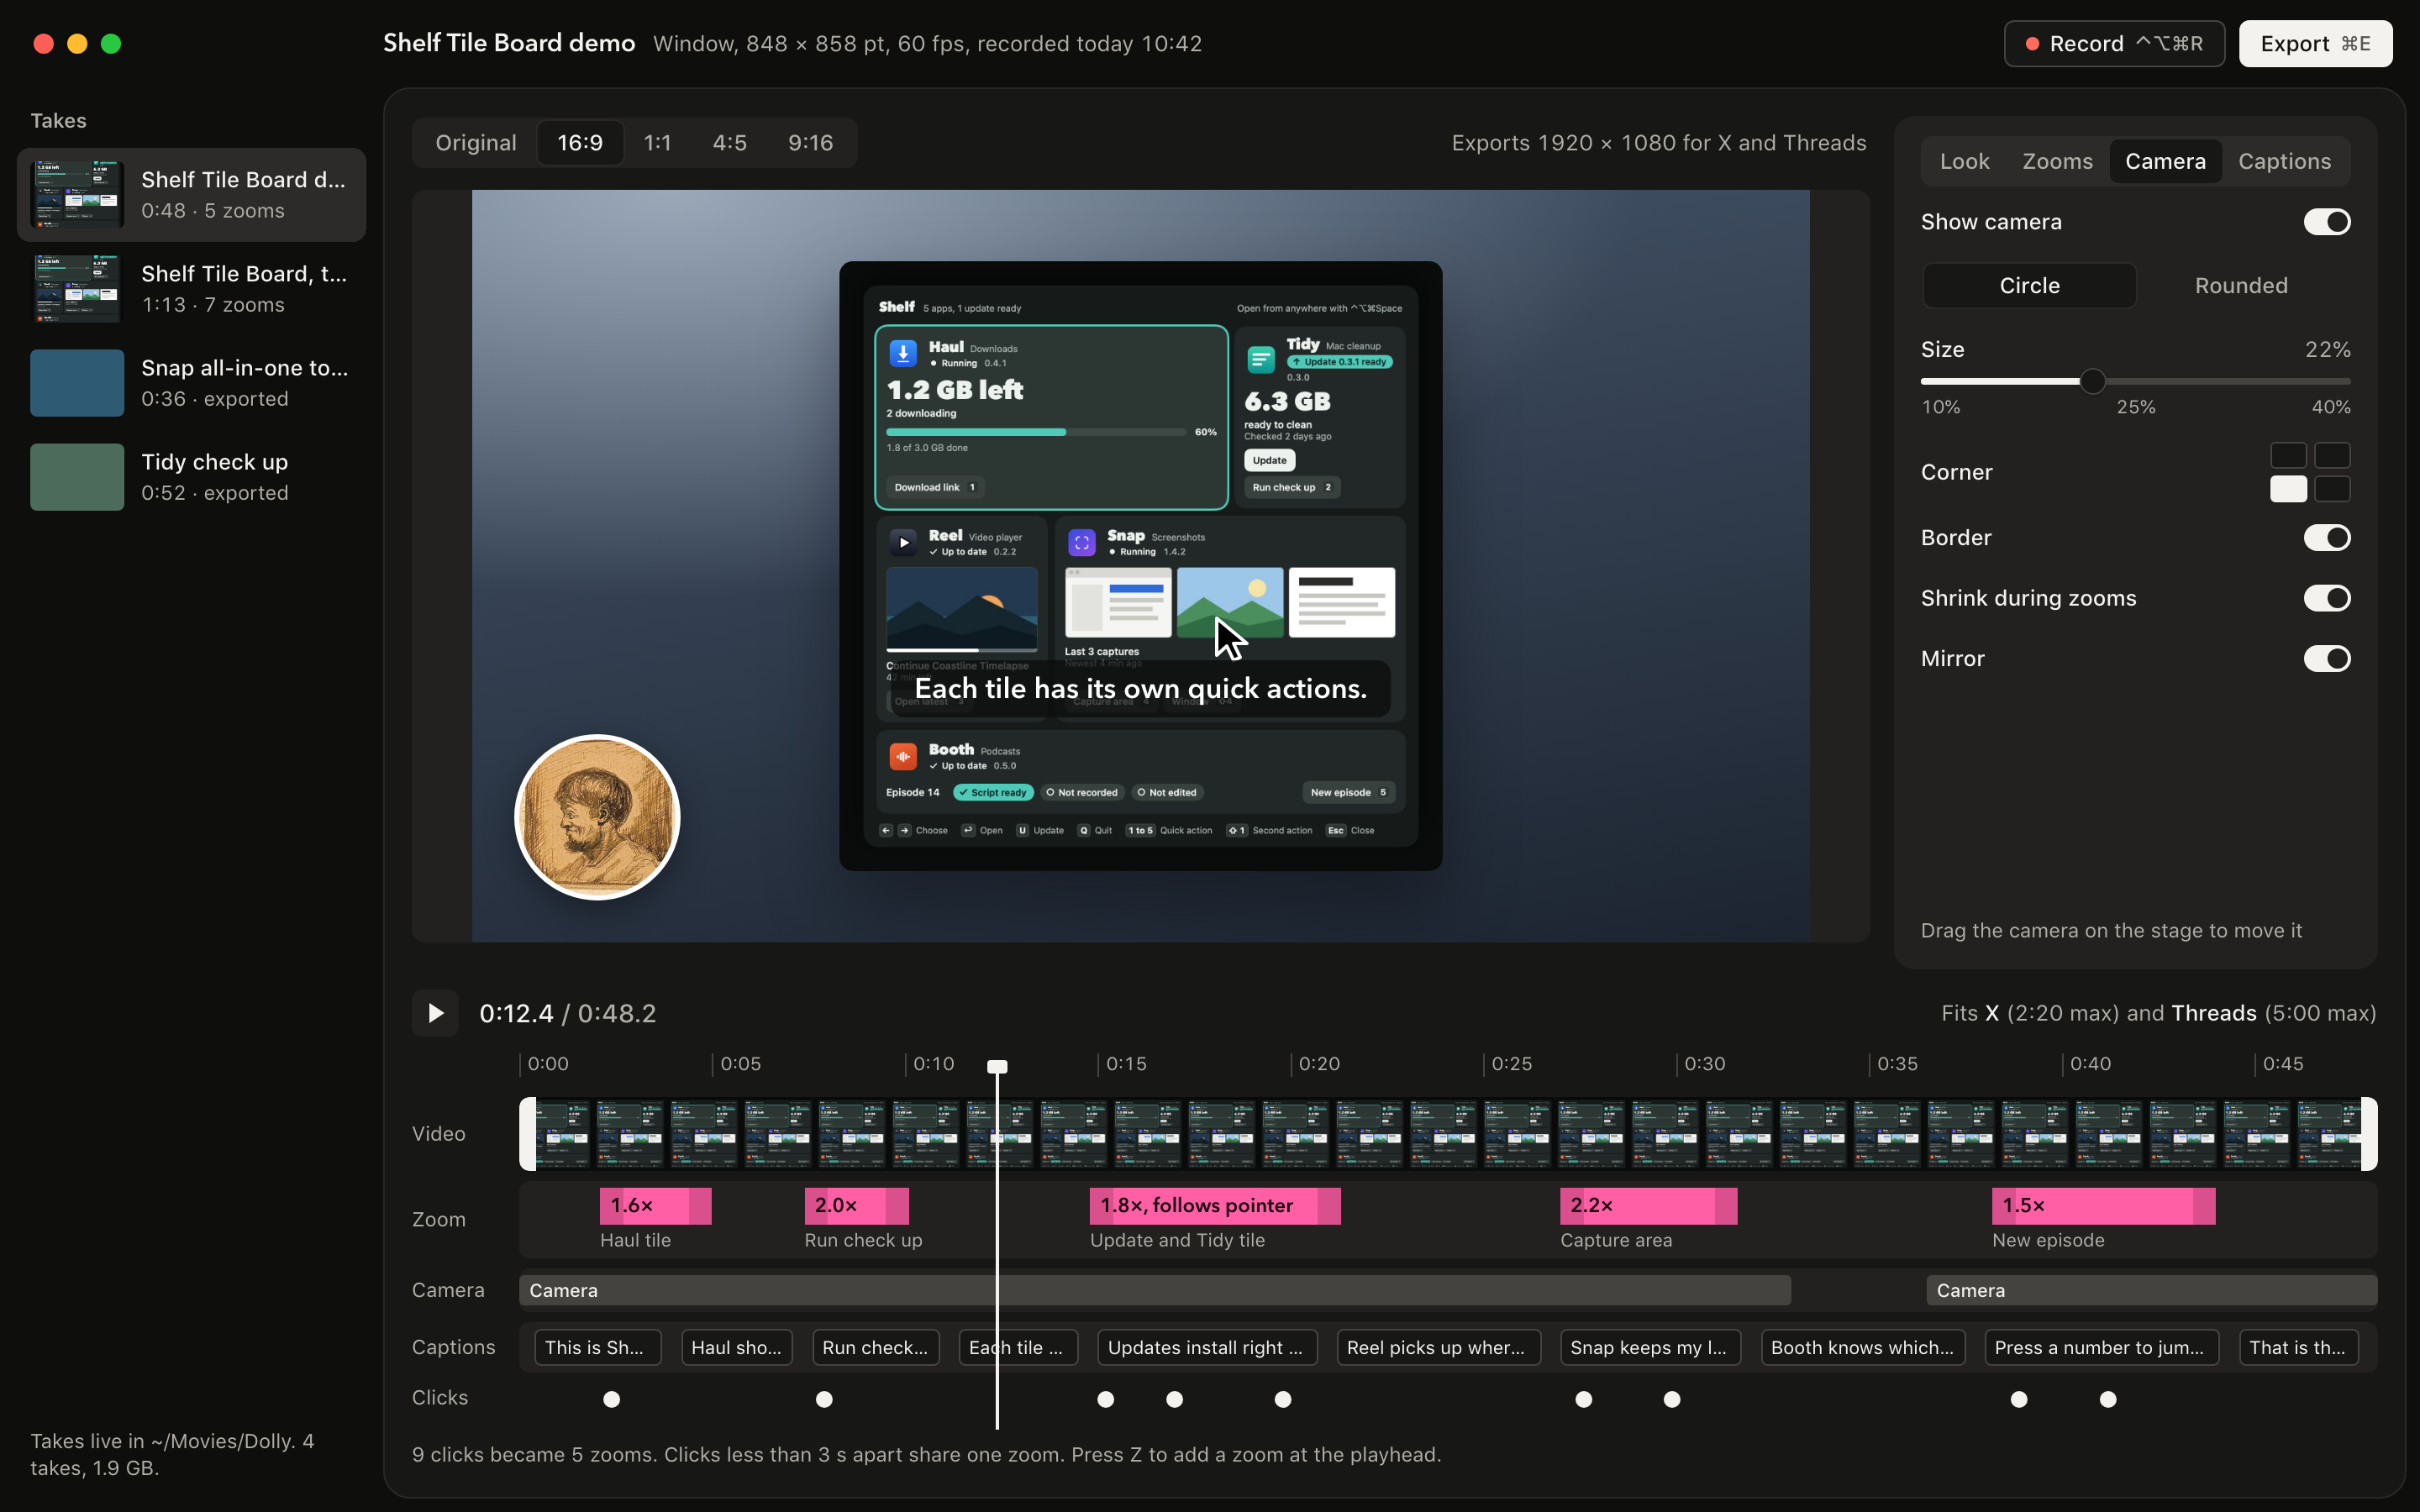 Shelf Tile Board demo Window, 848 × 858 pt, 60 fps, recorded today 10:42
Record ^⌥⌘R
Export ⌘E
Takes
Shelf Tile Board d...
0:48 · 5 zooms
Shelf Tile Board, t...
1:13 · 7 zooms
Snap all-in-one to...
0:36 · exported
Tidy check up
0:52 · exported
Takes live in ~/Movies/Dolly. 4
takes, 1.9 GB.
Original 16:9 1:1 4:5 9:16
Exports 1920 × 1080 for X and Threads
Shelf 5 apps, 1 update ready
Open from anywhere with ^⌥⌘Space
Haul Downloads
Running 0.4.1
1.2 GB left
2 downloading
60%
1.8 of 3.0 GB done
Download link 1
Tidy Mac cleanup
Update 0.3.1 ready
0.3.0
6.3 GB
ready to clean
Checked 2 days ago
Update
Run check up 2
Reel Video player
Up to date 0.2.2
Continue Coastline Timelapse
Open latest 3
Snap Screenshots
Running 1.4.2
Last 3 captures
Newest 4 min ago
Capture area 4
Each tile has its own quick actions.
Booth Podcasts
Up to date 0.5.0
Episode 14 Script ready Not recorded Not edited
New episode 5
← → Choose ↩ Open U Update Q Quit 1 to 5 Quick action ⇧ 1 Second action Esc Close
Look Zooms Camera Captions
Show camera
Circle Rounded
Size 22%
10% 25% 40%
Corner
Border
Shrink during zooms
Mirror
Drag the camera on the stage to move it
0:12.4 / 0:48.2
Fits X (2:20 max) and Threads (5:00 max)
0:00 0:05 0:10 0:15 0:20 0:25 0:30 0:35 0:40 0:45
Video
Zoom
1.6× 2.0× 1.8×, follows pointer 2.2× 1.5×
Haul tile Run check up Update and Tidy tile Capture area New episode
Camera Camera Camera
Captions This is Sh... Haul sho... Run check... Each tile ... Updates install right ... Reel picks up wher... Snap keeps my l... Booth knows which... Press a number to jum... That is th...
Clicks
9 clicks became 5 zooms. Clicks less than 3 s apart share one zoom. Press Z to add a zoom at the playhead.